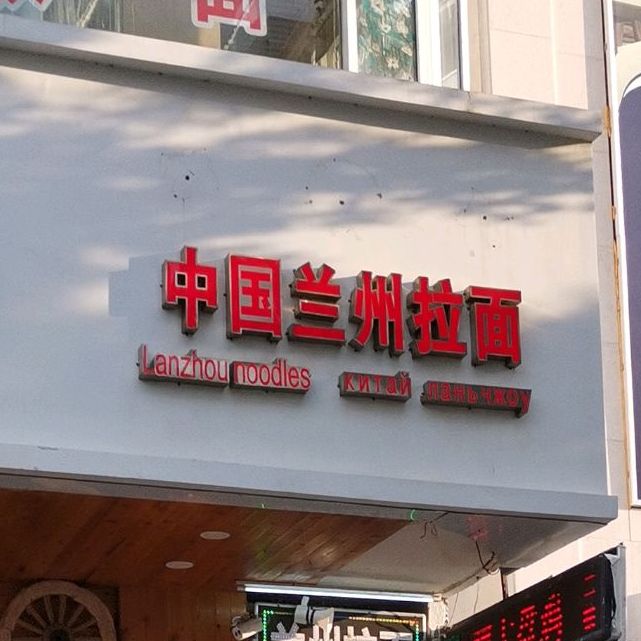 中国兰州拉面
Lanzhou noodles китай ланьчжоу